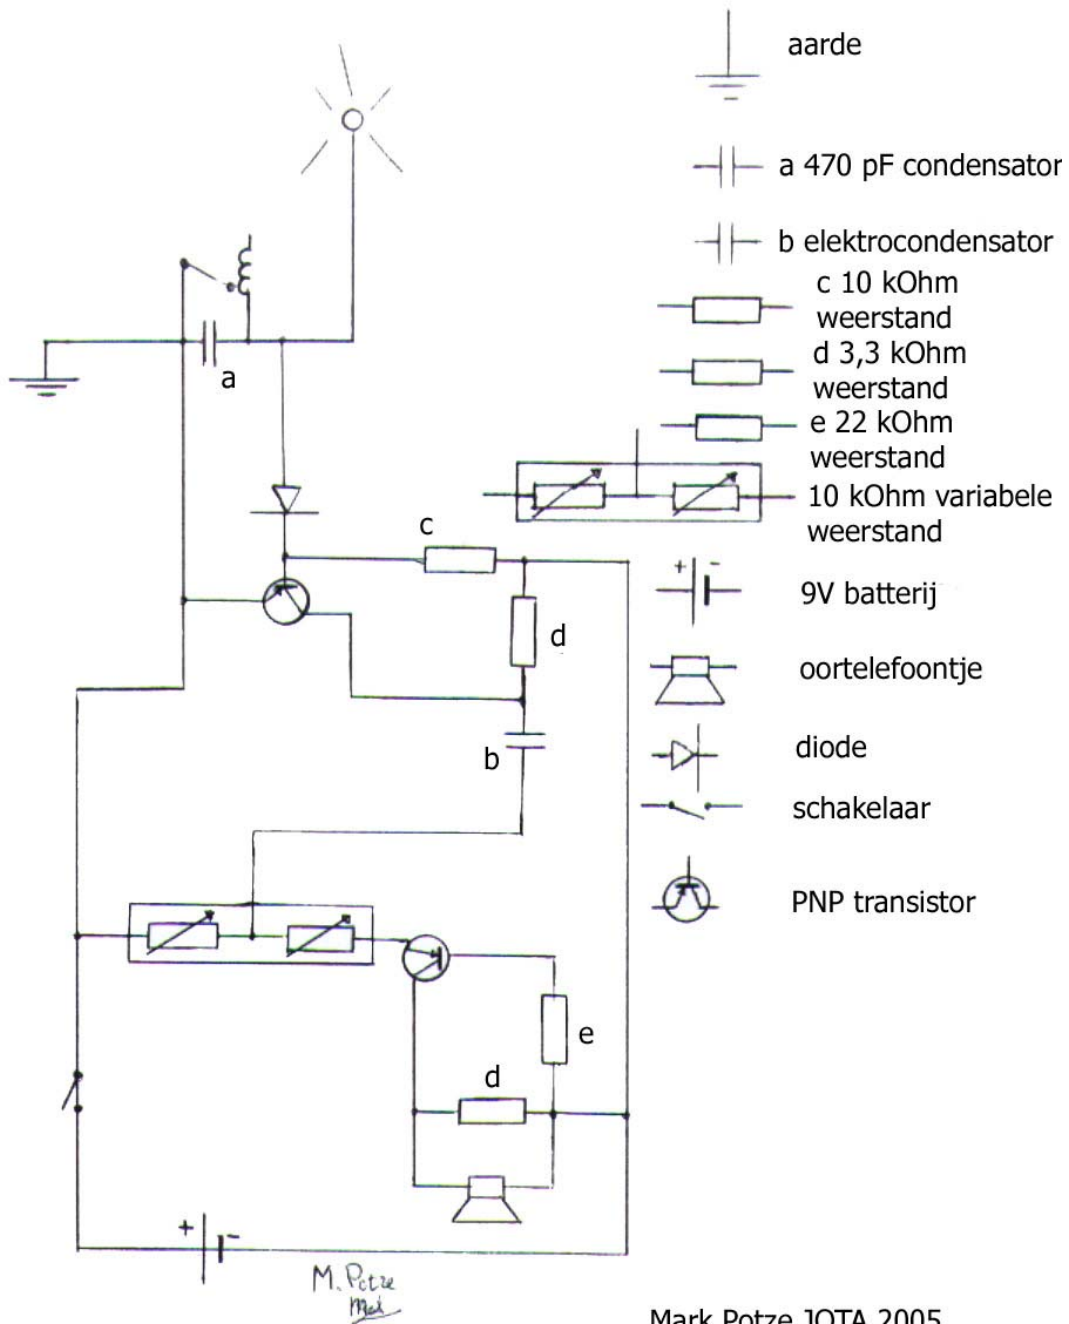 aarde
a 470 pF condensator
b elektrocondensator
c 10 kOhm
weerstand
d 3,3 kOhm
weerstand
e 22 kOhm
weerstand
10 kOhm variabele
weerstand
+ -
9V batterij
oortelefoontje
diode
schakelaar
PNP transistor
a
c
d
b
e
d
+ -
M. Potze
Mark Potze JOTA 2005